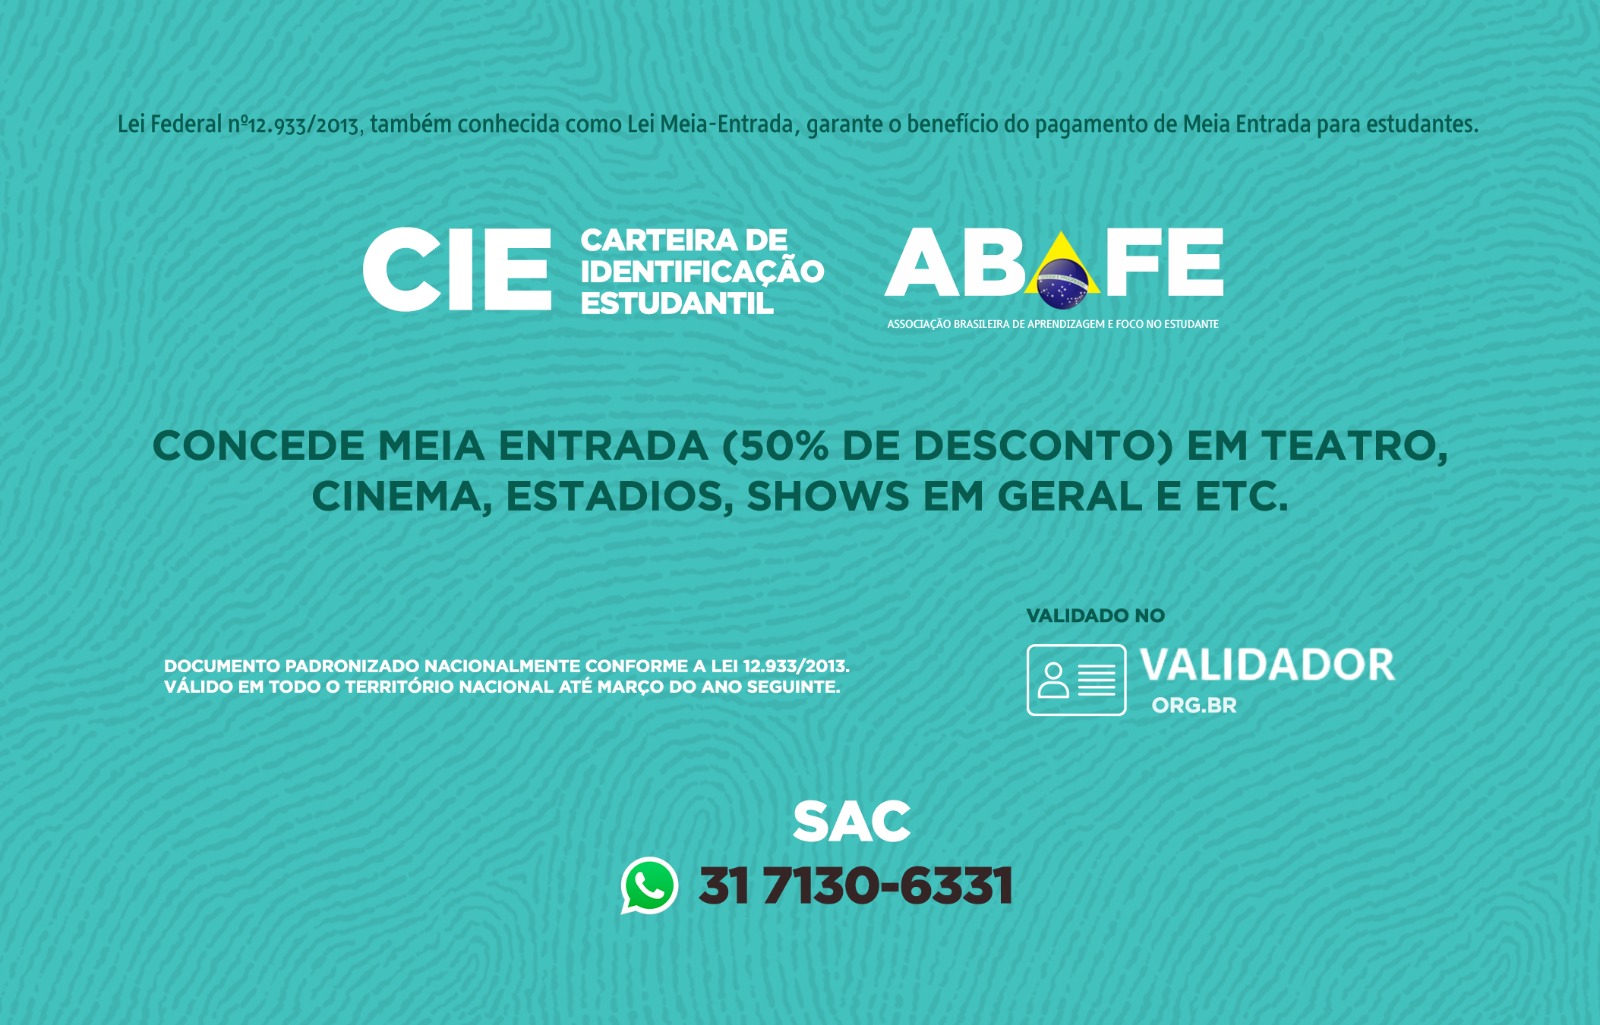 Lei Federal nº12.933/2013, também conhecida como Lei Meia-Entrada, garante o benefício do pagamento de Meia Entrada para estudantes.
CIE
CARTEIRA DE
IDENTIFICAÇÃO
ESTUDANTIL
ABAFE
ASSOCIAÇÃO BRASILEIRA DE APRENDIZAGEM E FOCO NO ESTUDANTE
CONCEDE MEIA ENTRADA (50% DE DESCONTO) EM TEATRO,
CINEMA, ESTADIOS, SHOWS EM GERAL E ETC.
DOCUMENTO PADRONIZADO NACIONALMENTE CONFORME A LEI 12.933/2013.
VÁLIDO EM TODO O TERRITÓRIO NACIONAL ATÉ MARÇO DO ANO SEGUINTE.
VALIDADO NO
VALIDADOR
ORG.BR
SAC
31 7130-6331